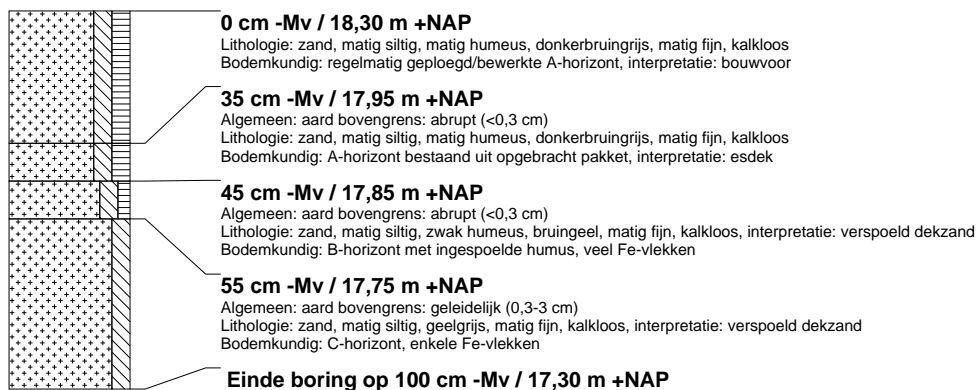 0 cm -Mv / 18,30 m +NAP
Lithologie: zand, matig siltig, matig humeus, donkerbruingrijs, matig fijn, kalkloos
Bodemkundig: regelmatig geploegd/bewerkte A-horizont, interpretatie: bouwvoor
35 cm -Mv / 17,95 m +NAP
Algemeen: aard bovengrens: abrupt (<0,3 cm)
Lithologie: zand, matig siltig, matig humeus, donkerbruingrijs, matig fijn, kalkloos
Bodemkundig: A-horizont bestaand uit opgebracht pakket, interpretatie: esdek
45 cm -Mv / 17,85 m +NAP
Algemeen: aard bovengrens: abrupt (<0,3 cm)
Lithologie: zand, matig siltig, zwak humeus, bruingeel, matig fijn, kalkloos, interpretatie: verspoeld dekzand
Bodemkundig: B-horizont met ingespoelde humus, veel Fe-vlekken
55 cm -Mv / 17,75 m +NAP
Algemeen: aard bovengrens: geleidelijk (0,3-3 cm)
Lithologie: zand, matig siltig, geelgrijs, matig fijn, kalkloos, interpretatie: verspoeld dekzand
Bodemkundig: C-horizont, enkele Fe-vlekken
Einde boring op 100 cm -Mv / 17,30 m +NAP